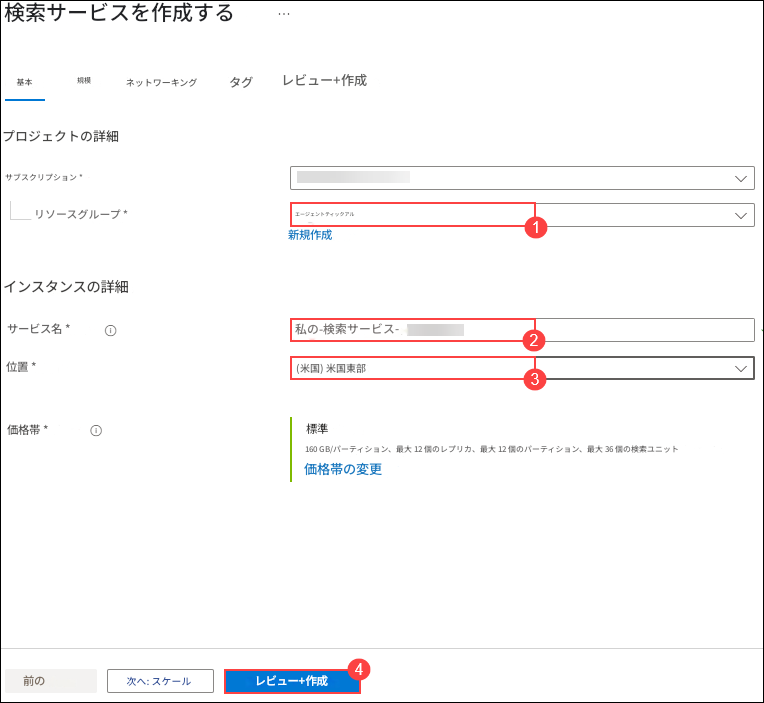 検索サービスを作成する ...
基本 規模 ネットワーキング タグ レビュー+作成
プロジェクトの詳細
サブスクリプション *
リソースグループ * エージェントティックアル
1
新規作成
インスタンスの詳細
サービス名 * 私の-検索サービス-
2
位置 * (米国) 米国東部
3
価格帯 * 標準
160 GB/パーティション、最大 12 個のレプリカ、最大 12 個のパーティション、最大 36 個の検索ユニット
価格帯の変更
4
前の 次へ: スケール レビュー+作成